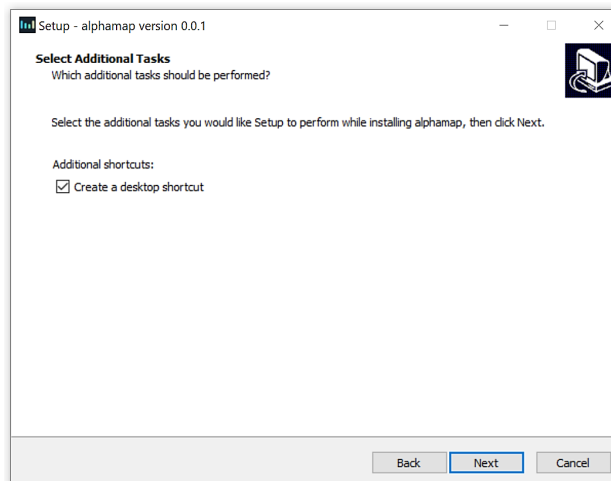 Setup - alphamap version 0.0.1
Select Additional Tasks
Which additional tasks should be performed?
Select the additional tasks you would like Setup to perform while installing alphamap, then click Next.
Additional shortcuts:
Create a desktop shortcut
Back Next Cancel